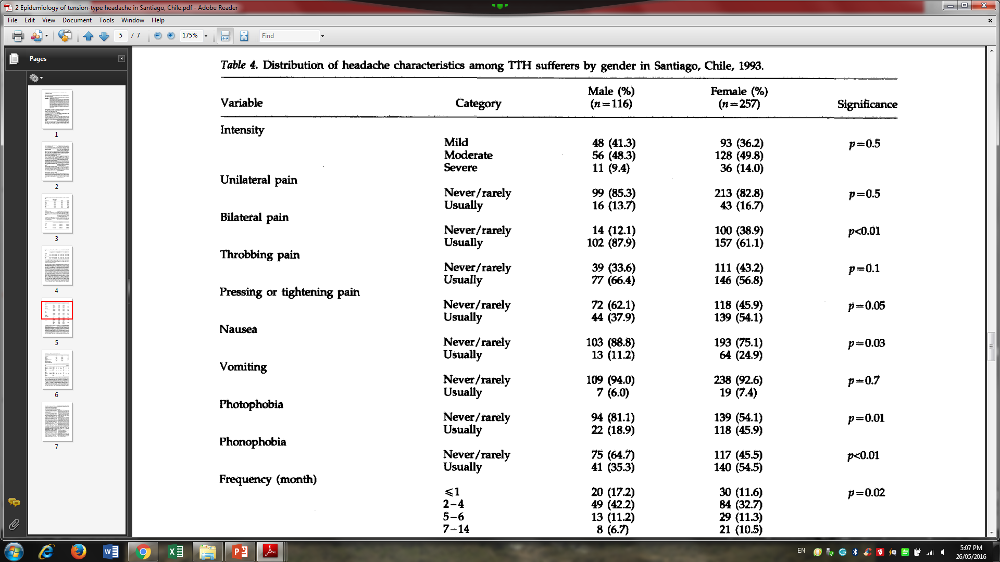 2 Epidemiology of tension-type headache in Santiago, Chile.pdf - Adobe Reader
File Edit View Document Tools Window Help
5 / 7 175% Find
Pages
1
2
3
4
5
6
7
Table 4. Distribution of headache characteristics among TTH sufferers by gender in Santiago, Chile, 1993.
Variable Category Male (%) (n=116) Female (%) (n=257) Significance
Intensity
Mild 48 (41.3) 93 (36.2) p=0.5
Moderate 56 (48.3) 128 (49.8)
Severe 11 (9.4) 36 (14.0)
Unilateral pain
Never/rarely 99 (85.3) 213 (82.8) p=0.5
Usually 16 (13.7) 43 (16.7)
Bilateral pain
Never/rarely 14 (12.1) 100 (38.9) p<0.01
Usually 102 (87.9) 157 (61.1)
Throbbing pain
Never/rarely 39 (33.6) 111 (43.2) p=0.1
Usually 77 (66.4) 146 (56.8)
Pressing or tightening pain
Never/rarely 72 (62.1) 118 (45.9) p=0.05
Usually 44 (37.9) 139 (54.1)
Nausea
Never/rarely 103 (88.8) 193 (75.1) p=0.03
Usually 13 (11.2) 64 (24.9)
Vomiting
Never/rarely 109 (94.0) 238 (92.6) p=0.7
Usually 7 (6.0) 19 (7.4)
Photophobia
Never/rarely 94 (81.1) 139 (54.1) p=0.01
Usually 22 (18.9) 118 (45.9)
Phonophobia
Never/rarely 75 (64.7) 117 (45.5) p<0.01
Usually 41 (35.3) 140 (54.5)
Frequency (month)
⩽1 20 (17.2) 30 (11.6) p=0.02
2–4 49 (42.2) 84 (32.7)
5–6 13 (11.2) 29 (11.3)
7–14 8 (6.7) 21 (10.5)
EN
5:07 PM
26/05/2016